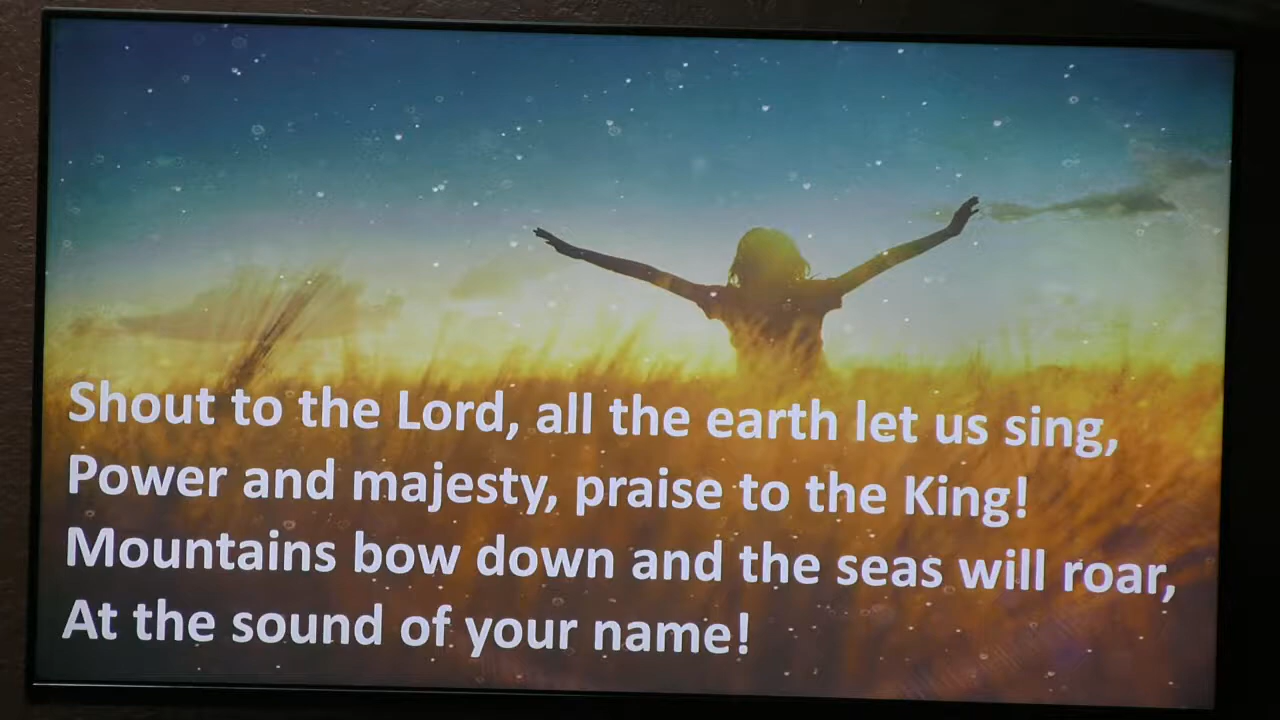 Shout to the Lord, all the earth let us sing,
Power and majesty, praise to the King!
Mountains bow down and the seas will roar,
At the sound of your name!